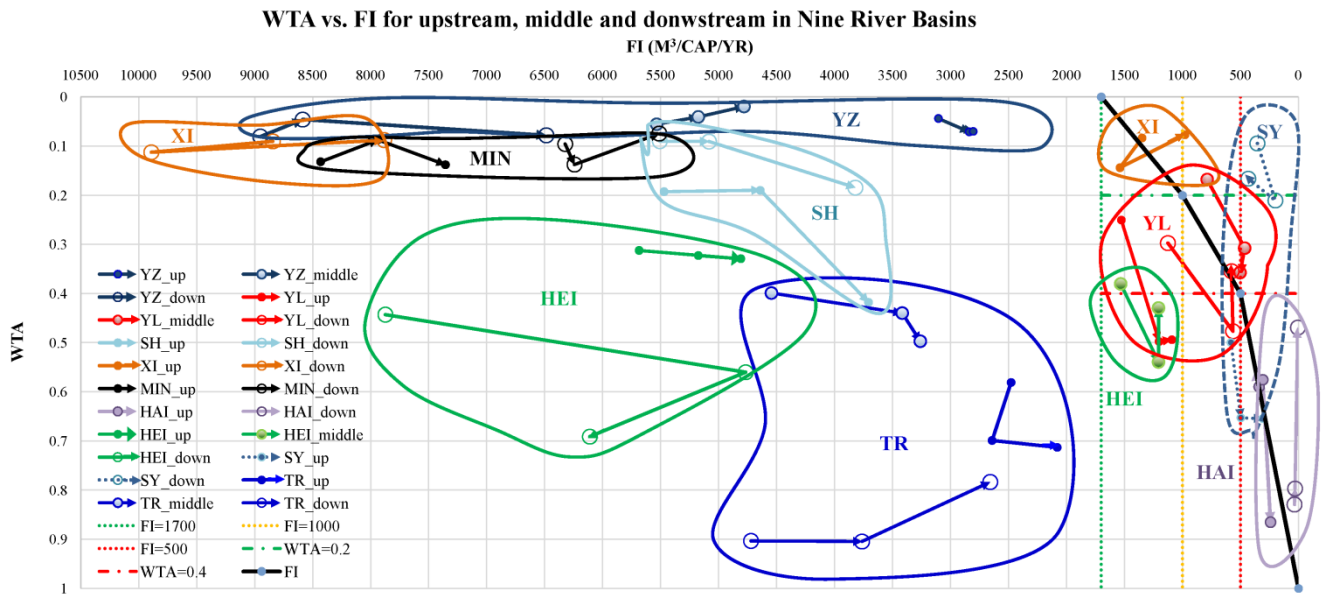 WTA vs. FI for upstream, middle and donwstream in Nine River Basins
FI (M³/CAP/YR)
10500 10000 9500 9000 8500 8000 7500 7000 6500 6000 5500 5000 4500 4000 3500 3000 2500 2000 1500 1000 500 0
WTA
0
0.1
0.2
0.3
0.4
0.5
0.6
0.7
0.8
0.9
1
XI
MIN
YZ
SH
HEI
TR
XI
SY
YL
HEI
HAI
YZ_up YZ_middle
YZ_down YL_up
YL_middle YL_down
SH_up SH_down
XI_up XI_down
MIN_up MIN_down
HAI_up HAI_down
HEI_up HEI_middle
HEI_down SY_up
SY_down TR_up
TR_middle TR_down
FI=1700 FI=1000
FI=500 WTA=0.2
WTA=0.4 FI